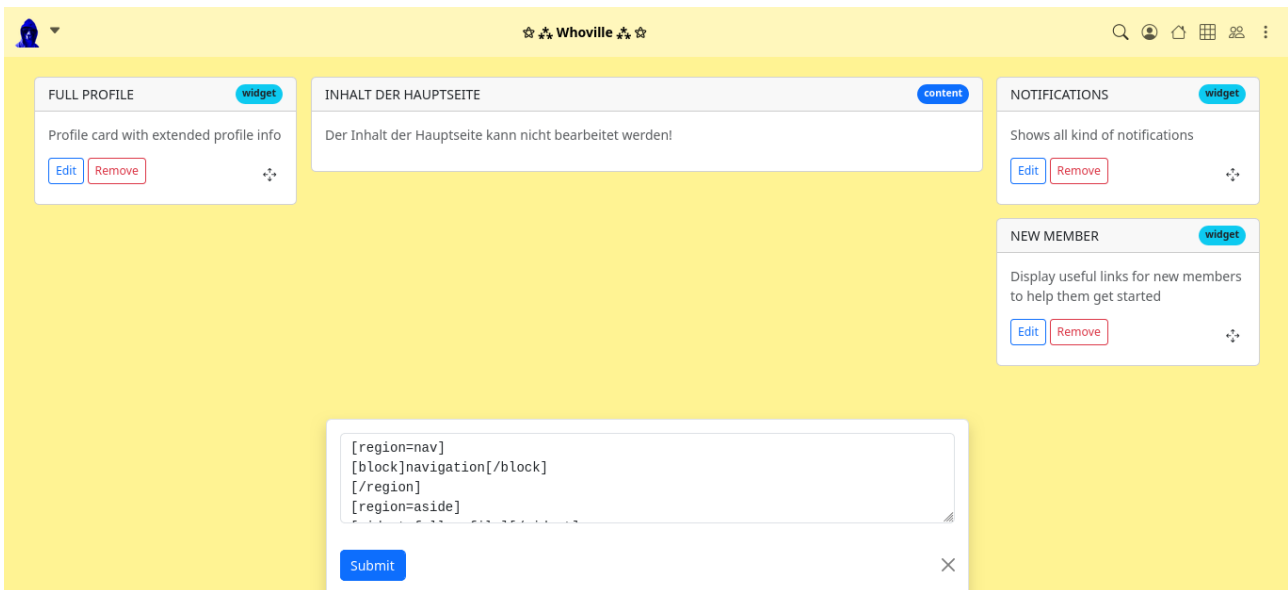 ✩ ⁂ Whoville ⁂ ✩
FULL PROFILE
widget
Profile card with extended profile info
Edit
Remove
INHALT DER HAUPTSEITE
content
Der Inhalt der Hauptseite kann nicht bearbeitet werden!
NOTIFICATIONS
widget
Shows all kind of notifications
Edit
Remove
NEW MEMBER
widget
Display useful links for new members
to help them get started
Edit
Remove
[region=nav]
[block]navigation[/block]
[/region]
[region=aside]
Submit